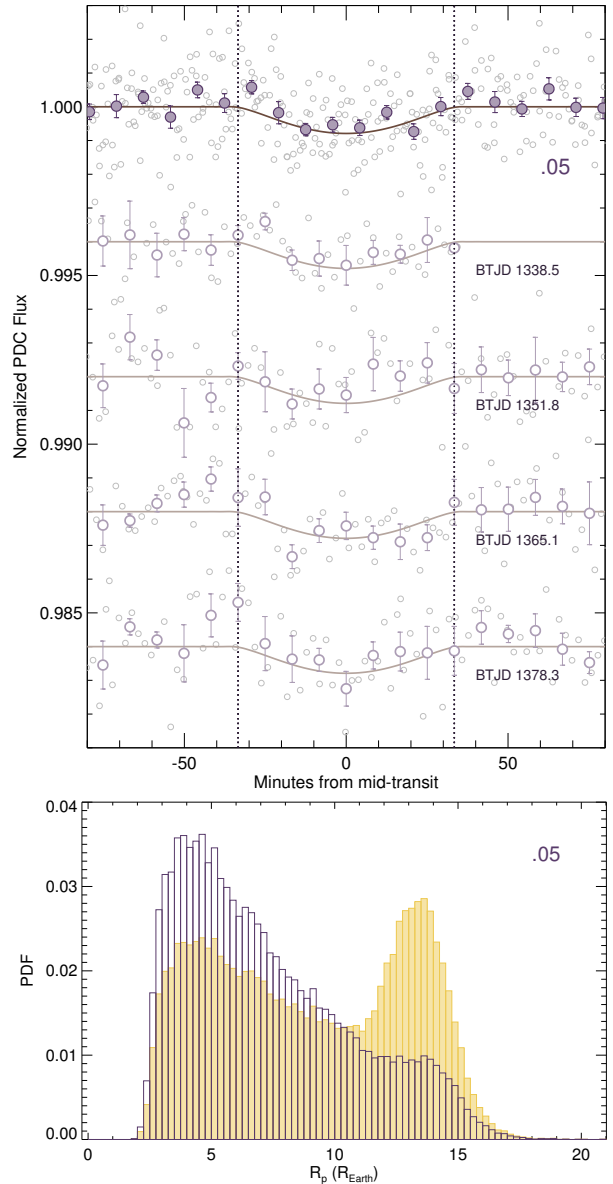 1.000
.05
BTJD 1338.5
0.995
BTJD 1351.8
Normalized PDC Flux
0.990
BTJD 1365.1
0.985
BTJD 1378.3
-50 0 50
Minutes from mid-transit
0.04
.05
0.03
PDF
0.02
0.01
0.00
0 5 10 15 20
R_p (R_Earth)